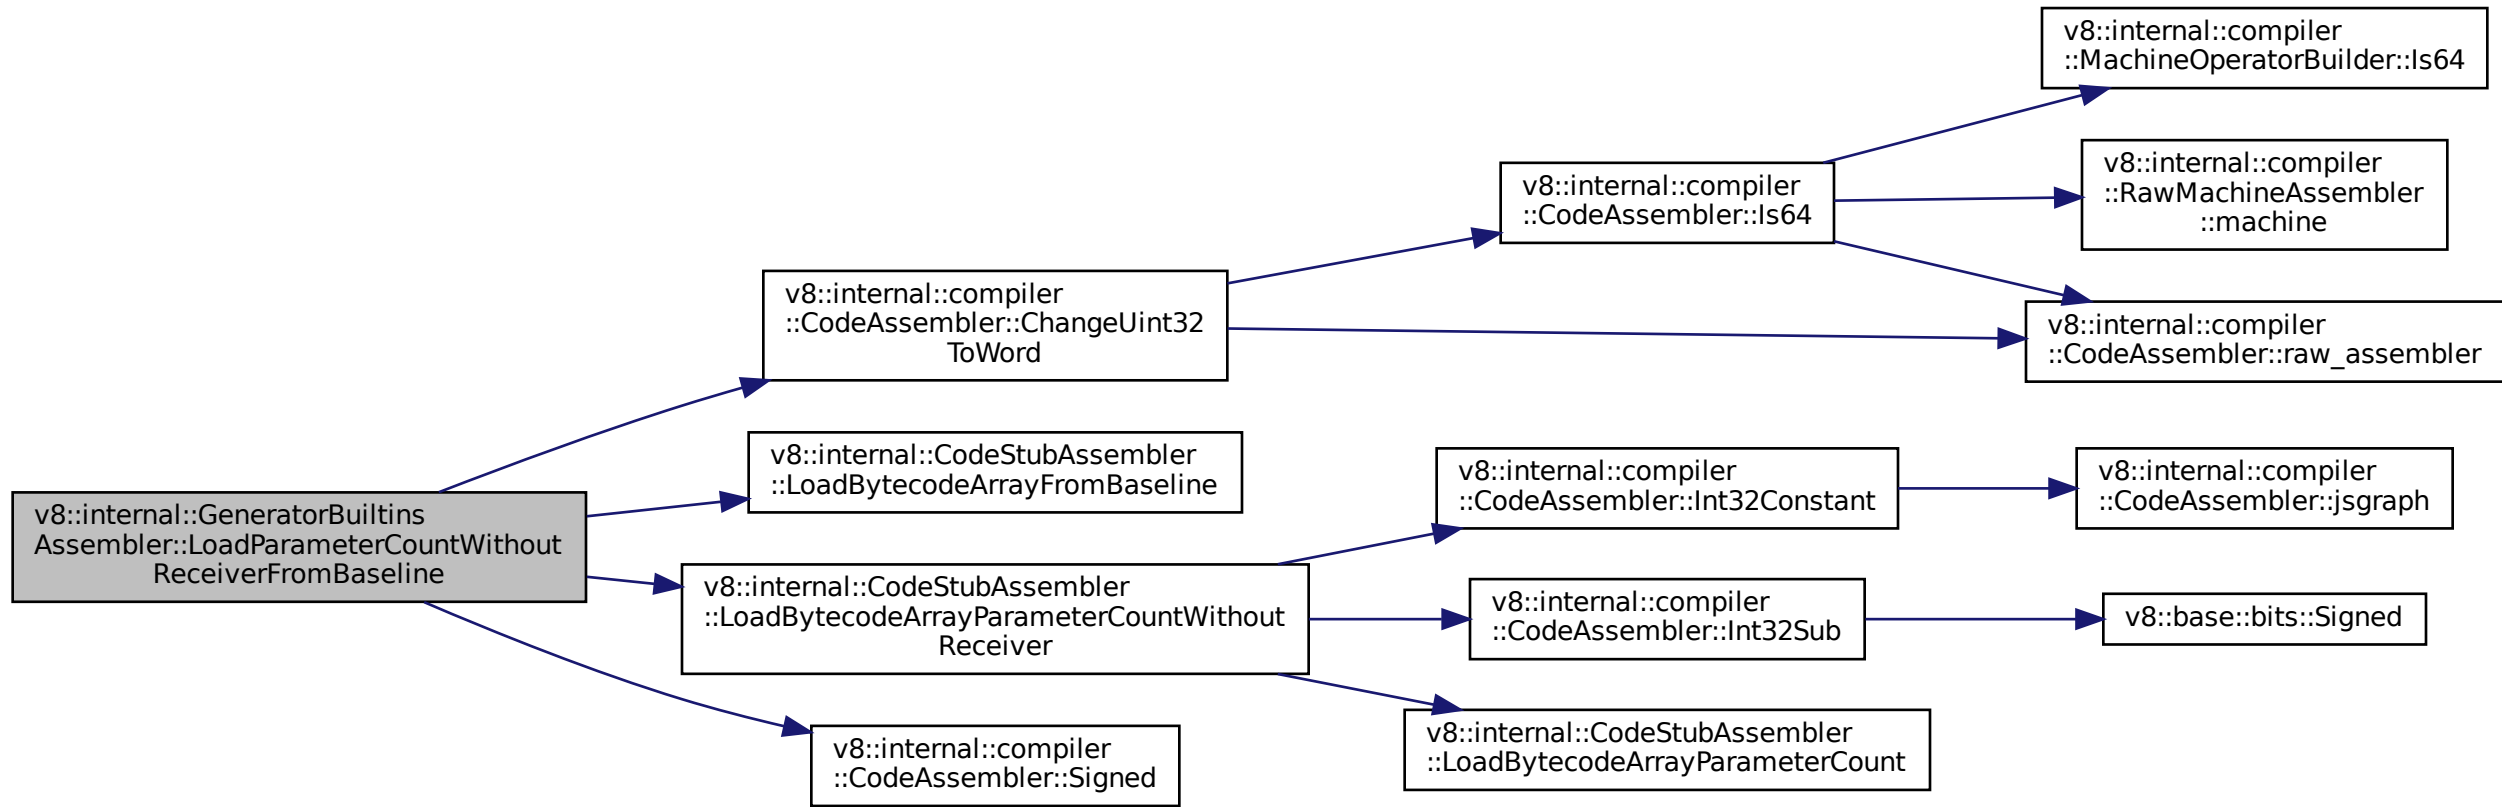 v8::internal::GeneratorBuiltins
Assembler::LoadParameterCountWithout
ReceiverFromBaseline
v8::internal::compiler
::CodeAssembler::ChangeUint32
ToWord
v8::internal::CodeStubAssembler
::LoadBytecodeArrayFromBaseline
v8::internal::CodeStubAssembler
::LoadBytecodeArrayParameterCountWithout
Receiver
v8::internal::compiler
::CodeAssembler::Signed
v8::internal::compiler
::CodeAssembler::Is64
v8::internal::compiler
::CodeAssembler::Int32Constant
v8::internal::compiler
::CodeAssembler::Int32Sub
v8::internal::CodeStubAssembler
::LoadBytecodeArrayParameterCount
v8::internal::compiler
::MachineOperatorBuilder::Is64
v8::internal::compiler
::RawMachineAssembler
::machine
v8::internal::compiler
::CodeAssembler::raw_assembler
v8::internal::compiler
::CodeAssembler::jsgraph
v8::base::bits::Signed